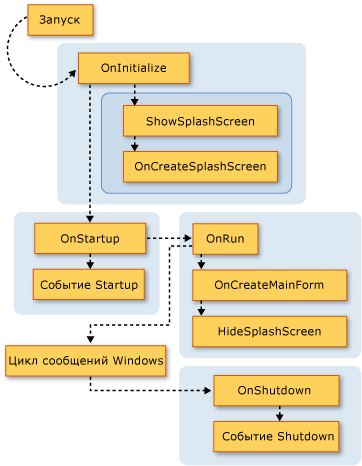 Запуск
OnInitialize
ShowSplashScreen
OnCreateSplashScreen
OnStartup
Событие Startup
OnRun
OnCreateMainForm
HideSplashScreen
Цикл сообщений Windows
OnShutdown
Событие Shutdown